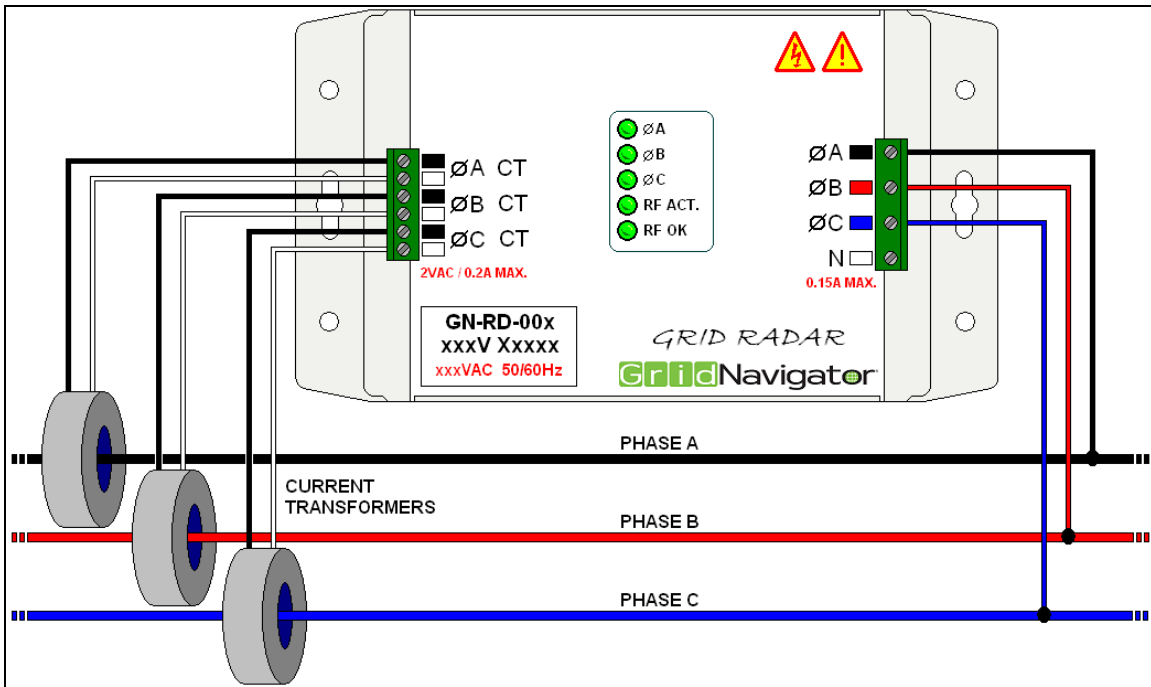 ØA
ØB
ØC
RF ACT.
RF OK
ØA CT
ØB CT
ØC CT
2VAC / 0.2A MAX.
ØA
ØB
ØC
N
0.15A MAX.
GN-RD-00x
xxxV Xxxxx
xxxVAC 50/60Hz
GRID RADAR
GridNavigator
PHASE A
CURRENT
TRANSFORMERS
PHASE B
PHASE C